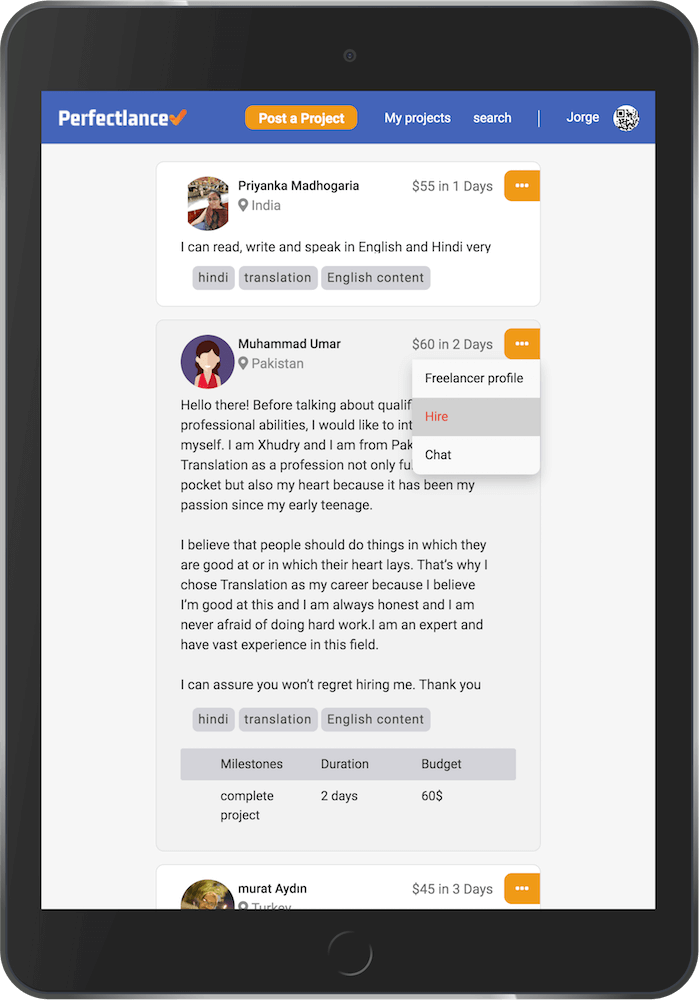 Perfectlance
Post a Project
My projects
search
Jorge
Priyanka Madhogaria
$55 in 1 Days
India
I can read, write and speak in English and Hindi very
hindi
translation
English content
Muhammad Umar
$60 in 2 Days
Pakistan
Freelancer profile
Hire
Chat
Hello there! Before talking about
professional abilities, I would like to
myself. I am Xhudry and I am from
Translation as a profession not only
pocket but also my heart because it has been my
passion since my early teenage.
I believe that people should do things in which they
are good at or in which their heart lays. That's why I
chose Translation as my career because I believe
I'm good at this and I am always honest and I am
never afraid of doing hard work.I am an expert and
have vast experience in this field.
I can assure you won't regret hiring me. Thank you
hindi
translation
English content
Milestones Duration Budget
complete 2 days 60$
project
murat Aydın
$45 in 3 Days
Turkey